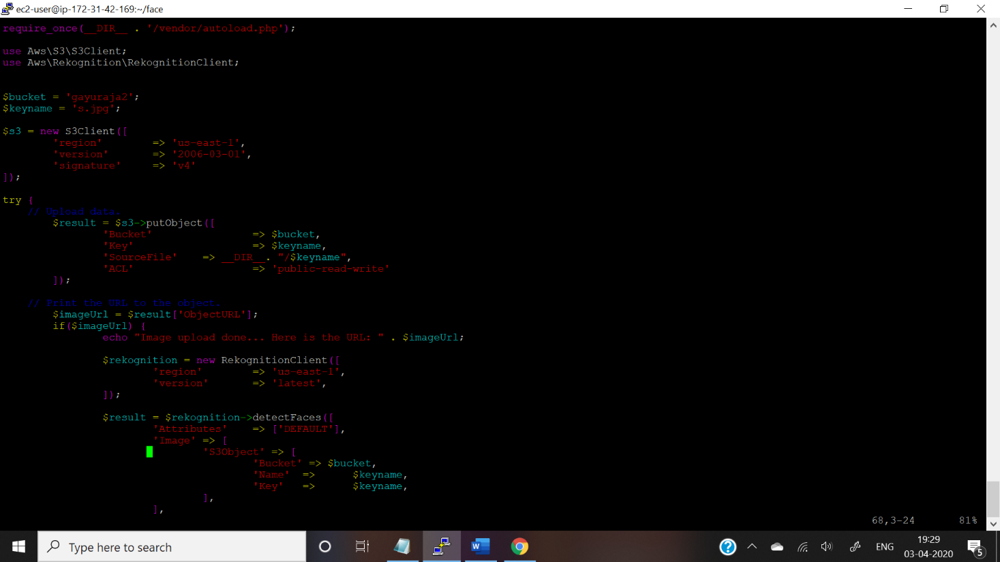 ec2-user@ip-172-31-42-169:~/face
require_once(__DIR__ . '/vendor/autoload.php');
use Aws\S3\S3Client;
use Aws\Rekognition\RekognitionClient;
$bucket = 'gayuraja2';
$keyname = 's.jpg';
$s3 = new S3Client([
'region' => 'us-east-1',
'version' => '2006-03-01',
'signature' => 'v4'
]);
try {
// Upload data.
$result = $s3->putObject([
'Bucket' => $bucket,
'Key' => $keyname,
'SourceFile' => __DIR__. "/$keyname",
'ACL' => 'public-read-write'
]);
// Print the URL to the object.
$imageUrl = $result['ObjectURL'];
if($imageUrl) {
echo "Image upload done... Here is the URL: " . $imageUrl;
$rekognition = new RekognitionClient([
'region' => 'us-east-1',
'version' => 'latest',
]);
$result = $rekognition->detectFaces([
'Attributes' => ['DEFAULT'],
'Image' => [
'S3Object' => [
'Bucket' => $bucket,
'Name' => $keyname,
'Key' => $keyname,
],
],
68,3-24 81%
Type here to search
ENG
19:29
03-04-2020
5